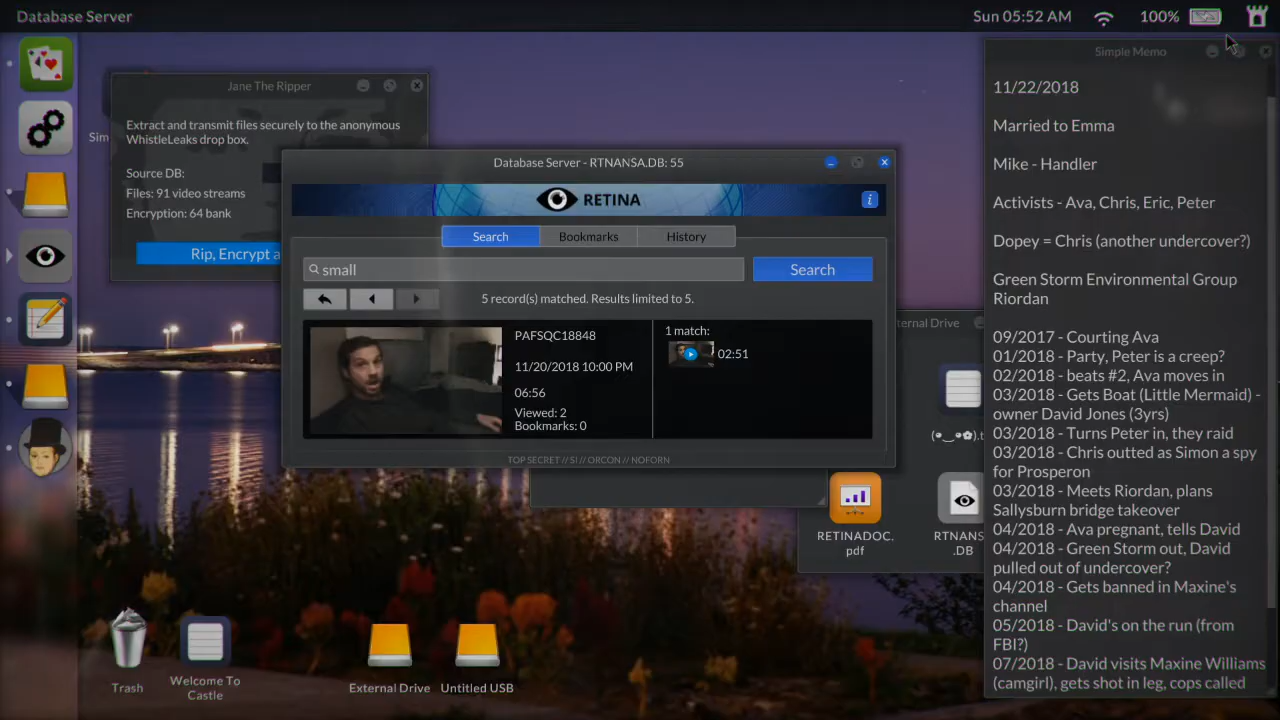 Database Server
Sun 05:52 AM
100%
Jane The Ripper
Extract and transmit files securely to the anonymous
WhistleLeaks drop box.
Source DB:
Files: 91 video streams
Encryption: 64 bank
Rip, Encrypt a
Sim
Database Server - RTNANSA.DB: 55
RETINA
i
Search
Bookmarks
History
small
Search
5 record(s) matched. Results limited to 5.
PAFSQC18848
11/20/2018 10:00 PM
06:56
Viewed: 2
Bookmarks: 0
1 match:
02:51
TOP SECRET // SI // ORCON // NOFORN
ternal Drive
RETINADOC.
pdf
RTNANS
.DB
Simple Memo
11/22/2018
Married to Emma
Mike - Handler
Activists - Ava, Chris, Eric, Peter
Dopey = Chris (another undercover?)
Green Storm Environmental Group
Riordan
09/2017 - Courting Ava
01/2018 - Party, Peter is a creep?
02/2018 - beats #2, Ava moves in
03/2018 - Gets Boat (Little Mermaid) -
owner David Jones (3yrs)
03/2018 - Turns Peter in, they raid
03/2018 - Chris outted as Simon a spy
for Prosperon
03/2018 - Meets Riordan, plans
Sallysburn bridge takeover
04/2018 - Ava pregnant, tells David
04/2018 - Green Storm out, David
pulled out of undercover?
04/2018 - Gets banned in Maxine's
channel
05/2018 - David's on the run (from
FBI?)
07/2018 - David visits Maxine Williams
(camgirl), gets shot in leg, cops called
Trash
Welcome To
Castle
External Drive
Untitled USB